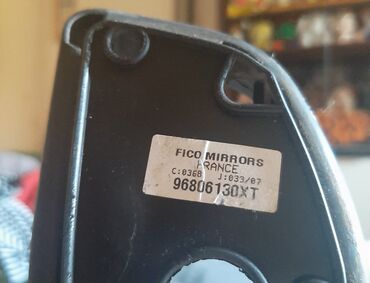 FICO MIRRORS
FRANCE
C:0368 J:033/07
96806130XT